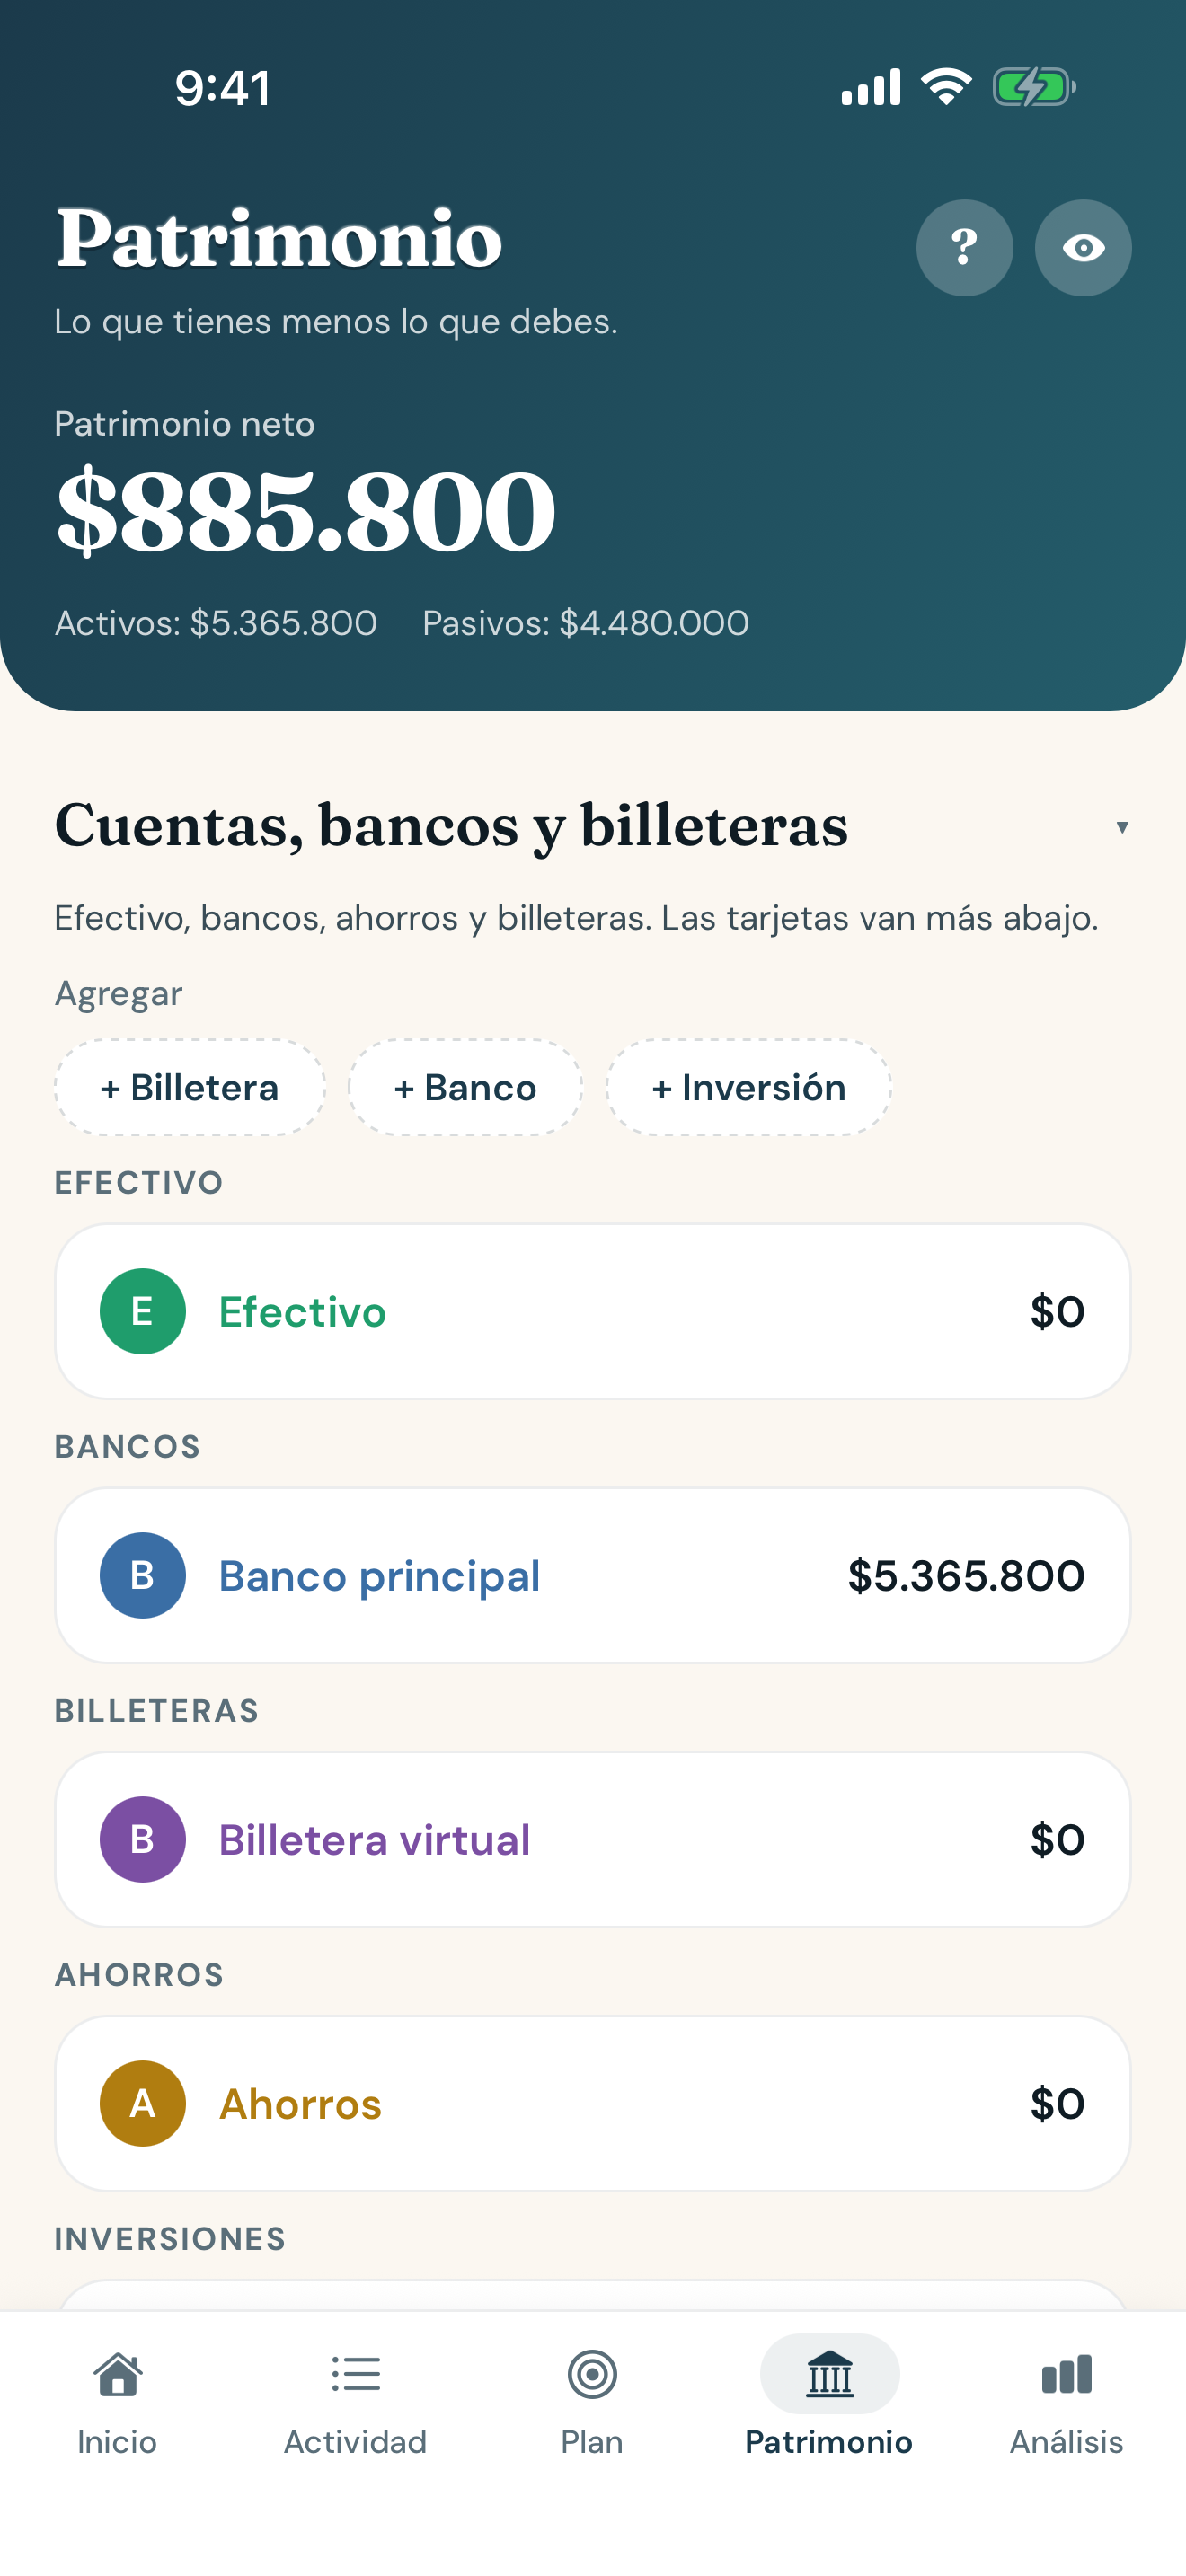 9:41
Patrimonio
?
Lo que tienes menos lo que debes.
Patrimonio neto
$885.800
Activos: $5.365.800 Pasivos: $4.480.000
Cuentas, bancos y billeteras
Efectivo, bancos, ahorros y billeteras. Las tarjetas van más abajo.
Agregar
+ Billetera + Banco + Inversión
EFECTIVO
E Efectivo $0
BANCOS
B Banco principal $5.365.800
BILLETERAS
B Billetera virtual $0
AHORROS
A Ahorros $0
INVERSIONES
Inicio Actividad Plan Patrimonio Análisis